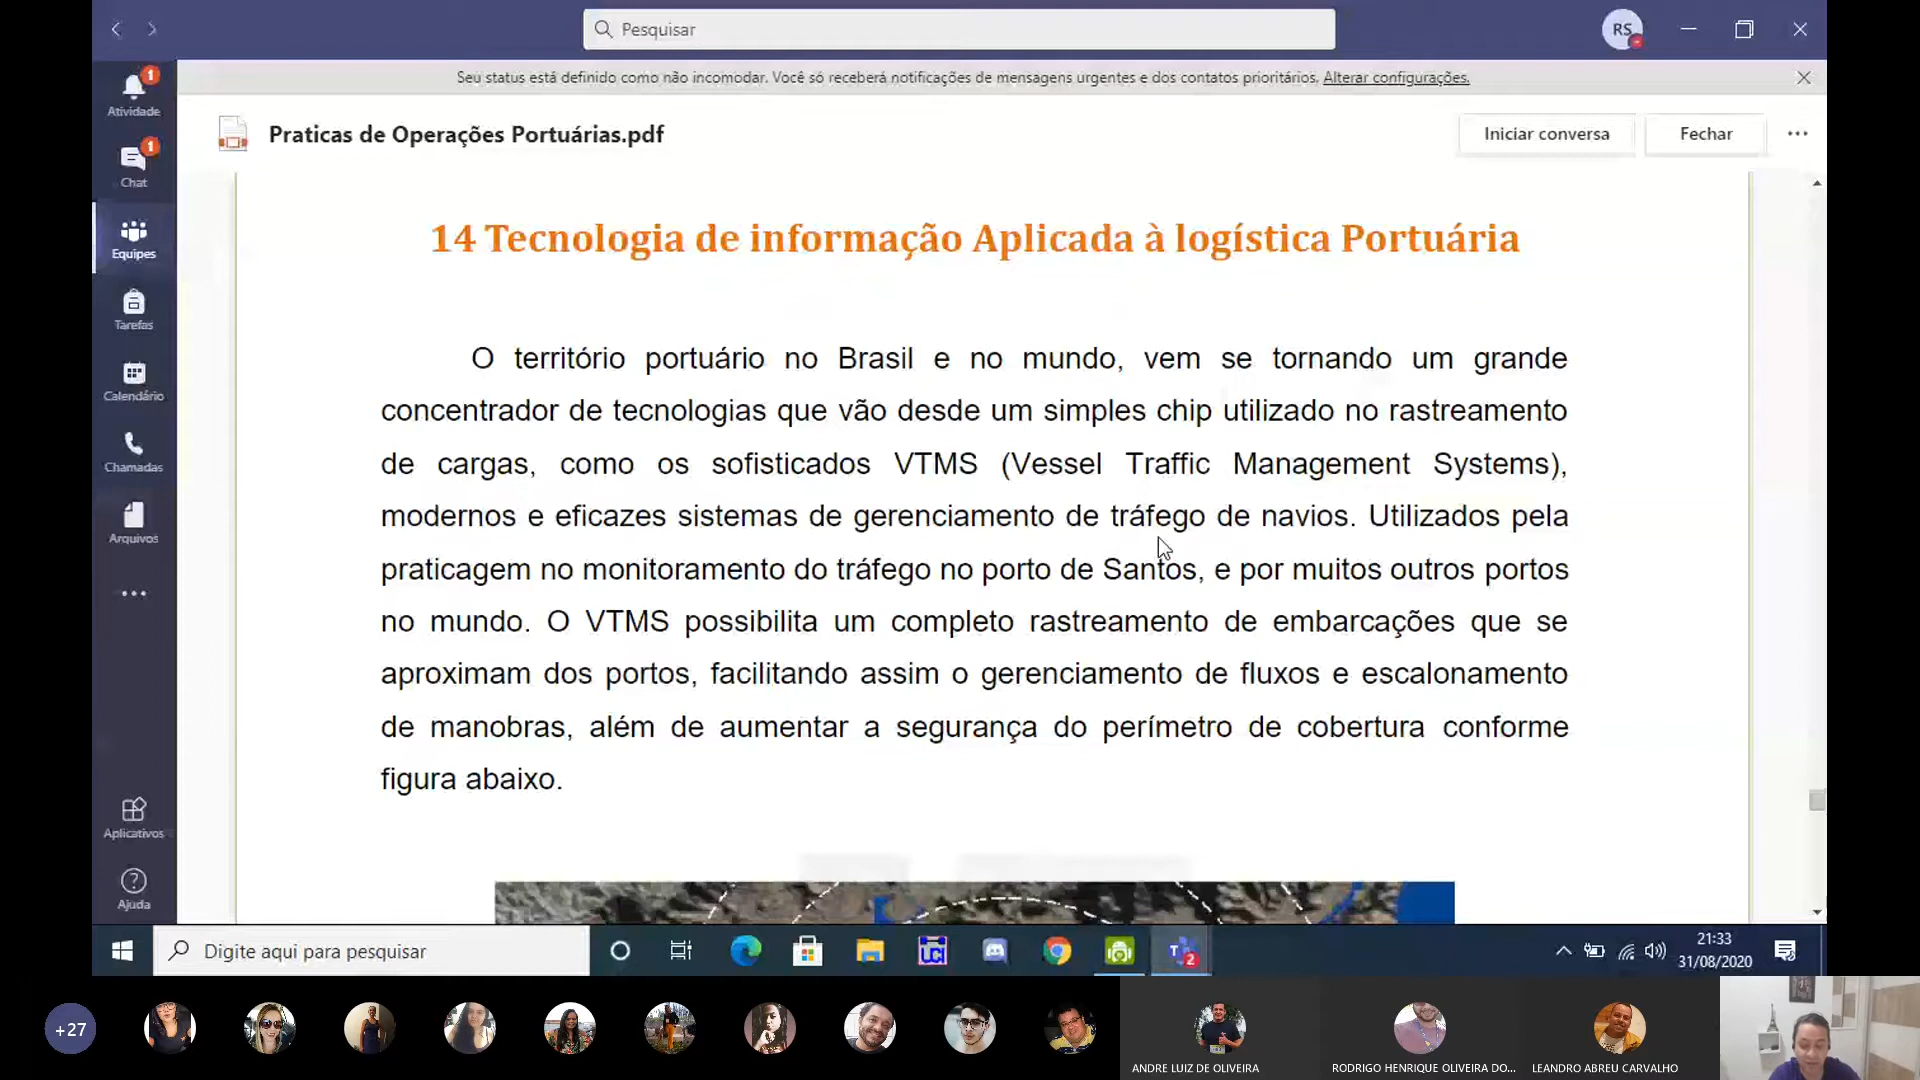 Pesquisar
RS
Seu status está definido como não incomodar. Você só receberá notificações de mensagens urgentes e dos contatos prioritários. Alterar configurações.
1
Atividade
1
Chat
Equipes
Tarefas
Calendário
Chamadas
Arquivos
Aplicativos
Ajuda
Praticas de Operações Portuárias.pdf
Iniciar conversa
Fechar
14 Tecnologia de informação Aplicada à logística Portuária
O território portuário no Brasil e no mundo, vem se tornando um grande
concentrador de tecnologias que vão desde um simples chip utilizado no rastreamento
de cargas, como os sofisticados VTMS (Vessel Traffic Management Systems),
modernos e eficazes sistemas de gerenciamento de tráfego de navios. Utilizados pela
praticagem no monitoramento do tráfego no porto de Santos, e por muitos outros portos
no mundo. O VTMS possibilita um completo rastreamento de embarcações que se
aproximam dos portos, facilitando assim o gerenciamento de fluxos e escalonamento
de manobras, além de aumentar a segurança do perímetro de cobertura conforme
figura abaixo.
Digite aqui para pesquisar
UCI
T
2
21:33
31/08/2020
+27
ANDRE LUIZ DE OLIVEIRA
RODRIGO HENRIQUE OLIVEIRA DO...
LEANDRO ABREU CARVALHO